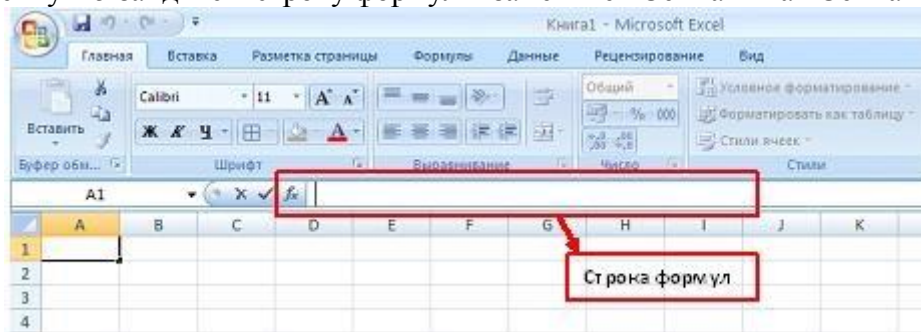 Книга1 - Microsoft Excel
Главная Вставка Разметка страницы Формулы Данные Рецензирование Вид
Calibri 11 А А Общий Условное форматирование
Вставить Ж К Ч А % 000 Форматировать как таблицу
Стили ячеек
Буфер обм... Шрифт Выравнивание Число Стили
A1 fx
A B C D E F G H I J K
1
2
Строка формул
3
4